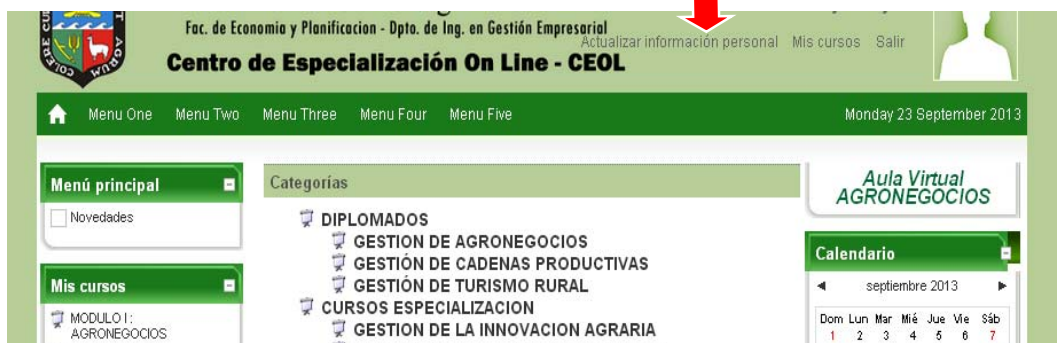 Fac. de Economia y Planificacion - Dpto. de Ing. en Gestión Empresarial
Actualizar información personal Mis cursos Salir
Centro de Especialización On Line - CEOL
Menu One Menu Two Menu Three Menu Four Menu Five Monday 23 September 2013
Menú principal
Novedades
Mis cursos
MODULO I :
AGRONEGOCIOS
Categorías
DIPLOMADOS
GESTION DE AGRONEGOCIOS
GESTIÓN DE CADENAS PRODUCTIVAS
GESTIÓN DE TURISMO RURAL
CURSOS ESPECIALIZACION
GESTION DE LA INNOVACION AGRARIA
Aula Virtual
AGRONEGOCIOS
Calendario
septiembre 2013
Dom Lun Mar Mié Jue Vie Sáb
1 2 3 4 5 6 7